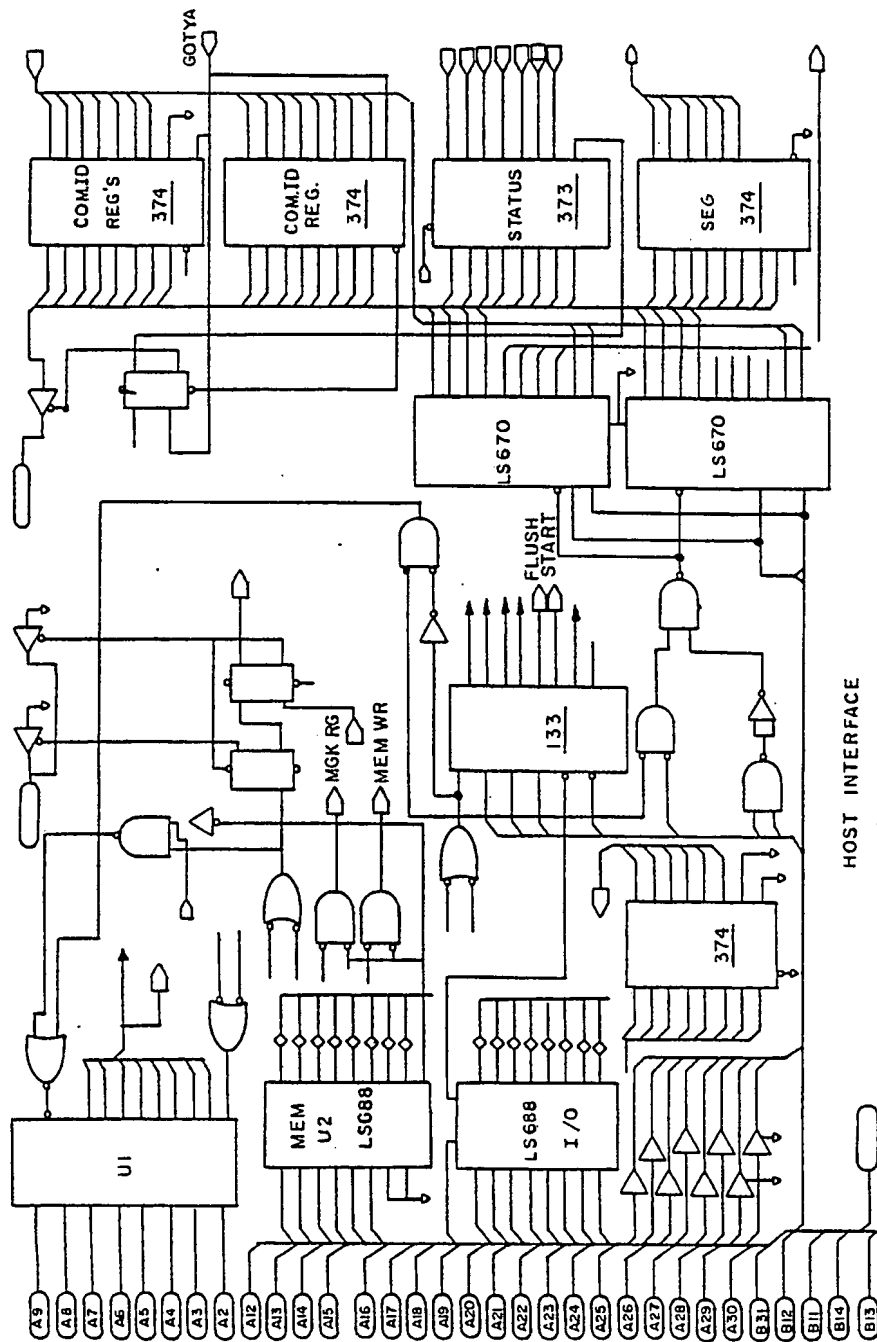 A9
A8
A7
A6
A5
A4
A3
A2
A12
A13
A14
A15
A16
A17
A18
A19
A20
A21
A22
A23
A24
A25
A26
A27
A28
A29
A30
B31
B12
B11
B14
B13
U1
MEM
U2
LS688
LS688
I/O
374
MGK RG
MEM WR
133
FLUSH
START
LS670
LS670
COM.ID
REG'S
374
COM.ID
REG.
374
STATUS
373
SEG
374
GOTYA
HOST INTERFACE